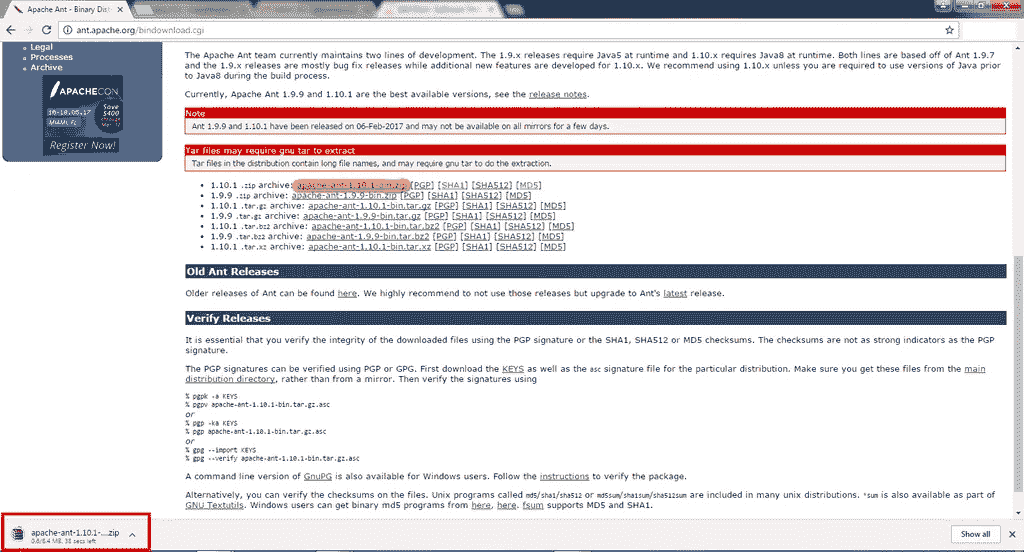 Apache Ant - Binary Dist
ant.apache.org/bindownload.cgi
Legal
Processes
Archive
APACHECON
Save
$400
Register Now!
The Apache Ant team currently maintains two lines of development. The 1.9.x releases require Java5 at runtime and 1.10.x requires Java8 at runtime. Both lines are based off of Ant 1.9.7
and the 1.9.x releases are mostly bug fix releases while additional new features are developed for 1.10.x. We recommend using 1.10.x unless you are required to use versions of Java prior
to Java8 during the build process.
Currently, Apache Ant 1.9.9 and 1.10.1 are the best available versions, see the release notes.
Note
Ant 1.9.9 and 1.10.1 have been released on 06-Feb-2017 and may not be available on all mirrors for a few days.
Tar files may require gnu tar to extract
Tar files in the distribution contain long file names, and may require gnu tar to do the extraction.
1.10.1 .zip archive: apache-ant-1.10.1-bin.zip [PGP] [SHA1] [SHA512] [MD5]
1.9.9 .zip archive: apache-ant-1.9.9-bin.zip [PGP] [SHA1] [SHA512] [MD5]
1.10.1 .tar.gz archive: apache-ant-1.10.1-bin.tar.gz [PGP] [SHA1] [SHA512] [MD5]
1.9.9 .tar.gz archive: apache-ant-1.9.9-bin.tar.gz [PGP] [SHA1] [SHA512] [MD5]
1.10.1 .tar.bz2 archive: apache-ant-1.10.1-bin.tar.bz2 [PGP] [SHA1] [SHA512] [MD5]
1.9.9 .tar.bz2 archive: apache-ant-1.9.9-bin.tar.bz2 [PGP] [SHA1] [SHA512] [MD5]
1.10.1 .tar.xz archive: apache-ant-1.10.1-bin.tar.xz [PGP] [SHA1] [SHA512] [MD5]
Old Ant Releases
Older releases of Ant can be found here. We highly recommend to not use those releases but upgrade to Ant's latest release.
Verify Releases
It is essential that you verify the integrity of the downloaded files using the PGP signature or the SHA1, SHA512 or MD5 checksums. The checksums are not as strong indicators as the PGP
signature.
The PGP signatures can be verified using PGP or GPG. First download the KEYS as well as the asc signature file for the particular distribution. Make sure you get these files from the main
distribution directory, rather than from a mirror. Then verify the signatures using
% pgpk -a KEYS
% pgpv apache-ant-1.10.1-bin.tar.gz.asc
or
% pgp -ka KEYS
% pgp apache-ant-1.10.1-bin.tar.gz.asc
or
% gpg --import KEYS
% gpg --verify apache-ant-1.10.1-bin.tar.gz.asc
A command line version of GnuPG is also available for Windows users. Follow the instructions to verify the package.
Alternatively, you can verify the checksums on the files. Unix programs called md5/sha1/sha512 or md5sum/sha1sum/sha512sum are included in many unix distributions. *sum is also available as part of
GNU Textutils. Windows users can get binary md5 programs from here, here. fsum supports MD5 and SHA1.
apache-ant-1.10.1-....zip
0.8/8.4 MB, 38 secs left
Show all